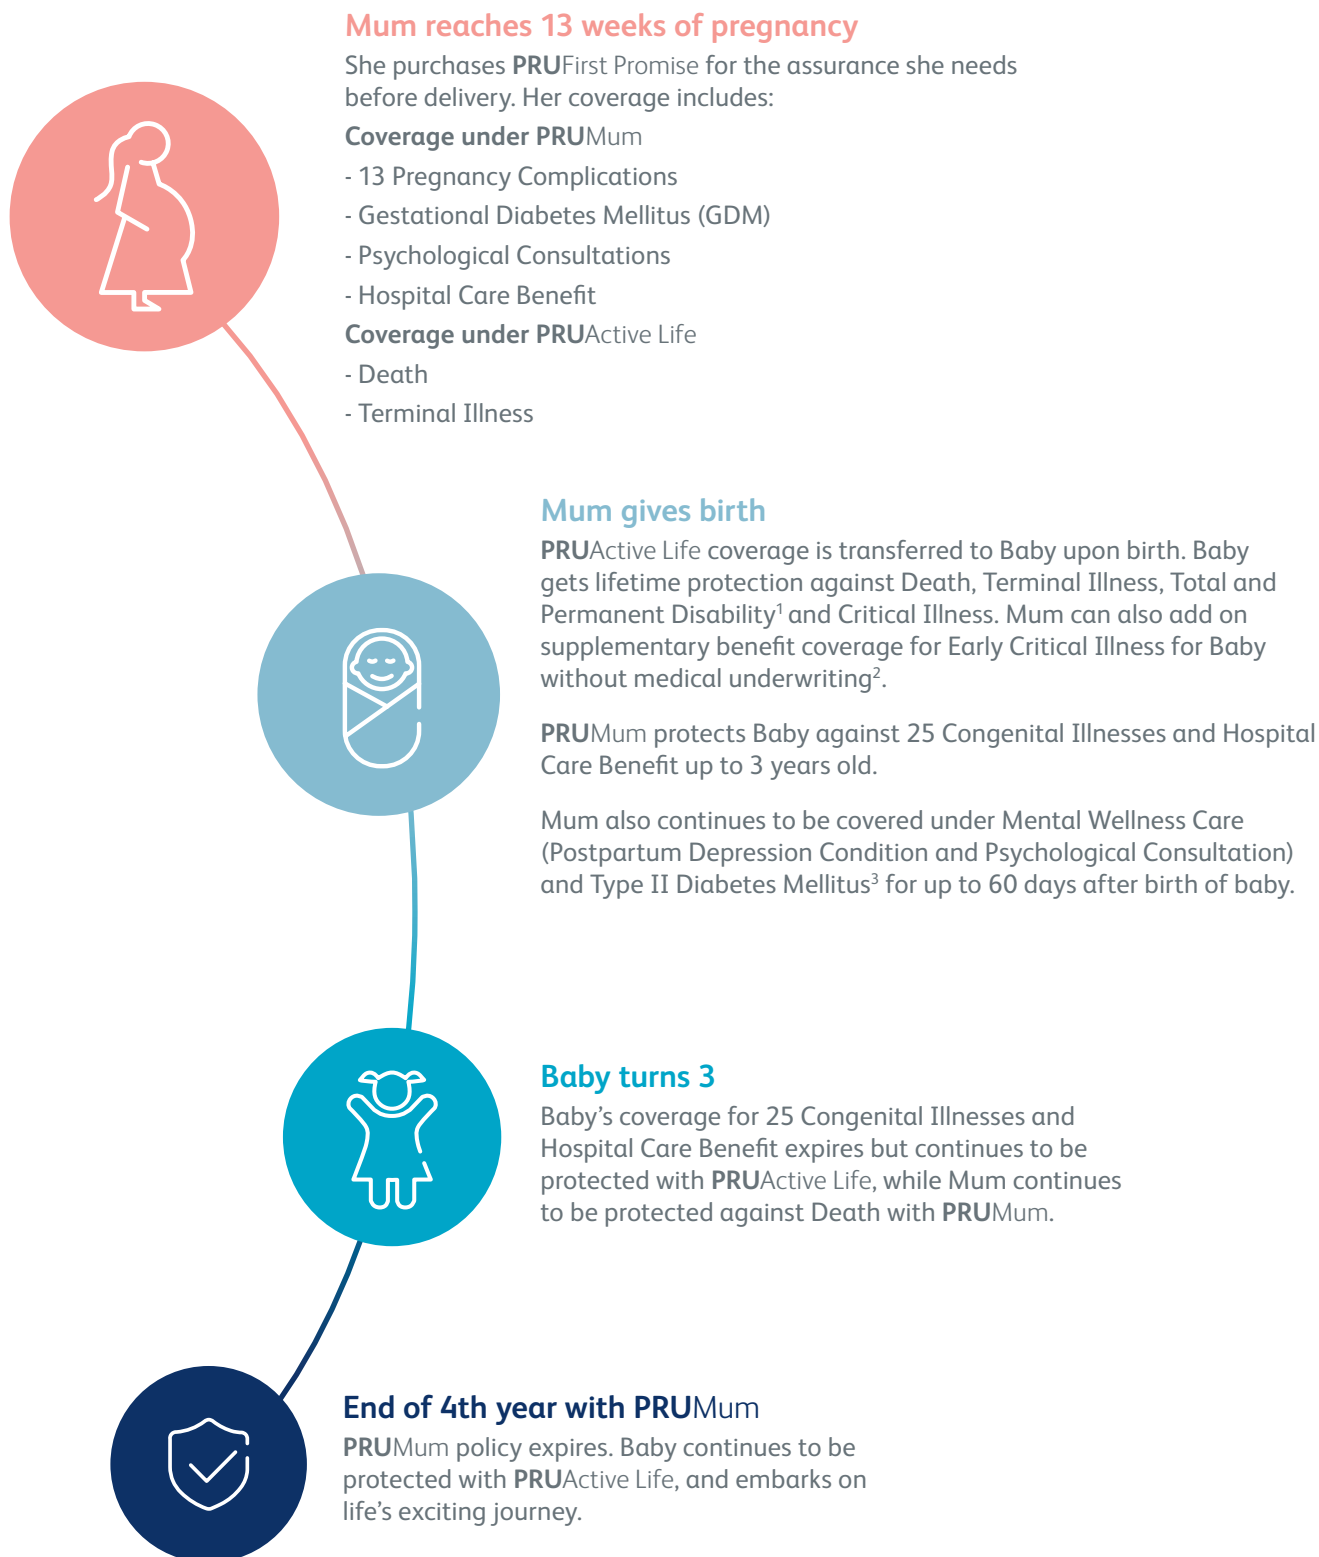 Mum reaches 13 weeks of pregnancy
She purchases PRUFirst Promise for the assurance she needs
before delivery. Her coverage includes:
Coverage under PRUMum
- 13 Pregnancy Complications
- Gestational Diabetes Mellitus (GDM)
- Psychological Consultations
- Hospital Care Benefit
Coverage under PRUActive Life
- Death
- Terminal Illness
Mum gives birth
PRUActive Life coverage is transferred to Baby upon birth. Baby
gets lifetime protection against Death, Terminal Illness, Total and
Permanent Disability¹ and Critical Illness. Mum can also add on
supplementary benefit coverage for Early Critical Illness for Baby
without medical underwriting².
PRUMum protects Baby against 25 Congenital Illnesses and Hospital
Care Benefit up to 3 years old.
Mum also continues to be covered under Mental Wellness Care
(Postpartum Depression Condition and Psychological Consultation)
and Type II Diabetes Mellitus³ for up to 60 days after birth of baby.
Baby turns 3
Baby’s coverage for 25 Congenital Illnesses and
Hospital Care Benefit expires but continues to be
protected with PRUActive Life, while Mum continues
to be protected against Death with PRUMum.
End of 4th year with PRUMum
PRUMum policy expires. Baby continues to be
protected with PRUActive Life, and embarks on
life’s exciting journey.